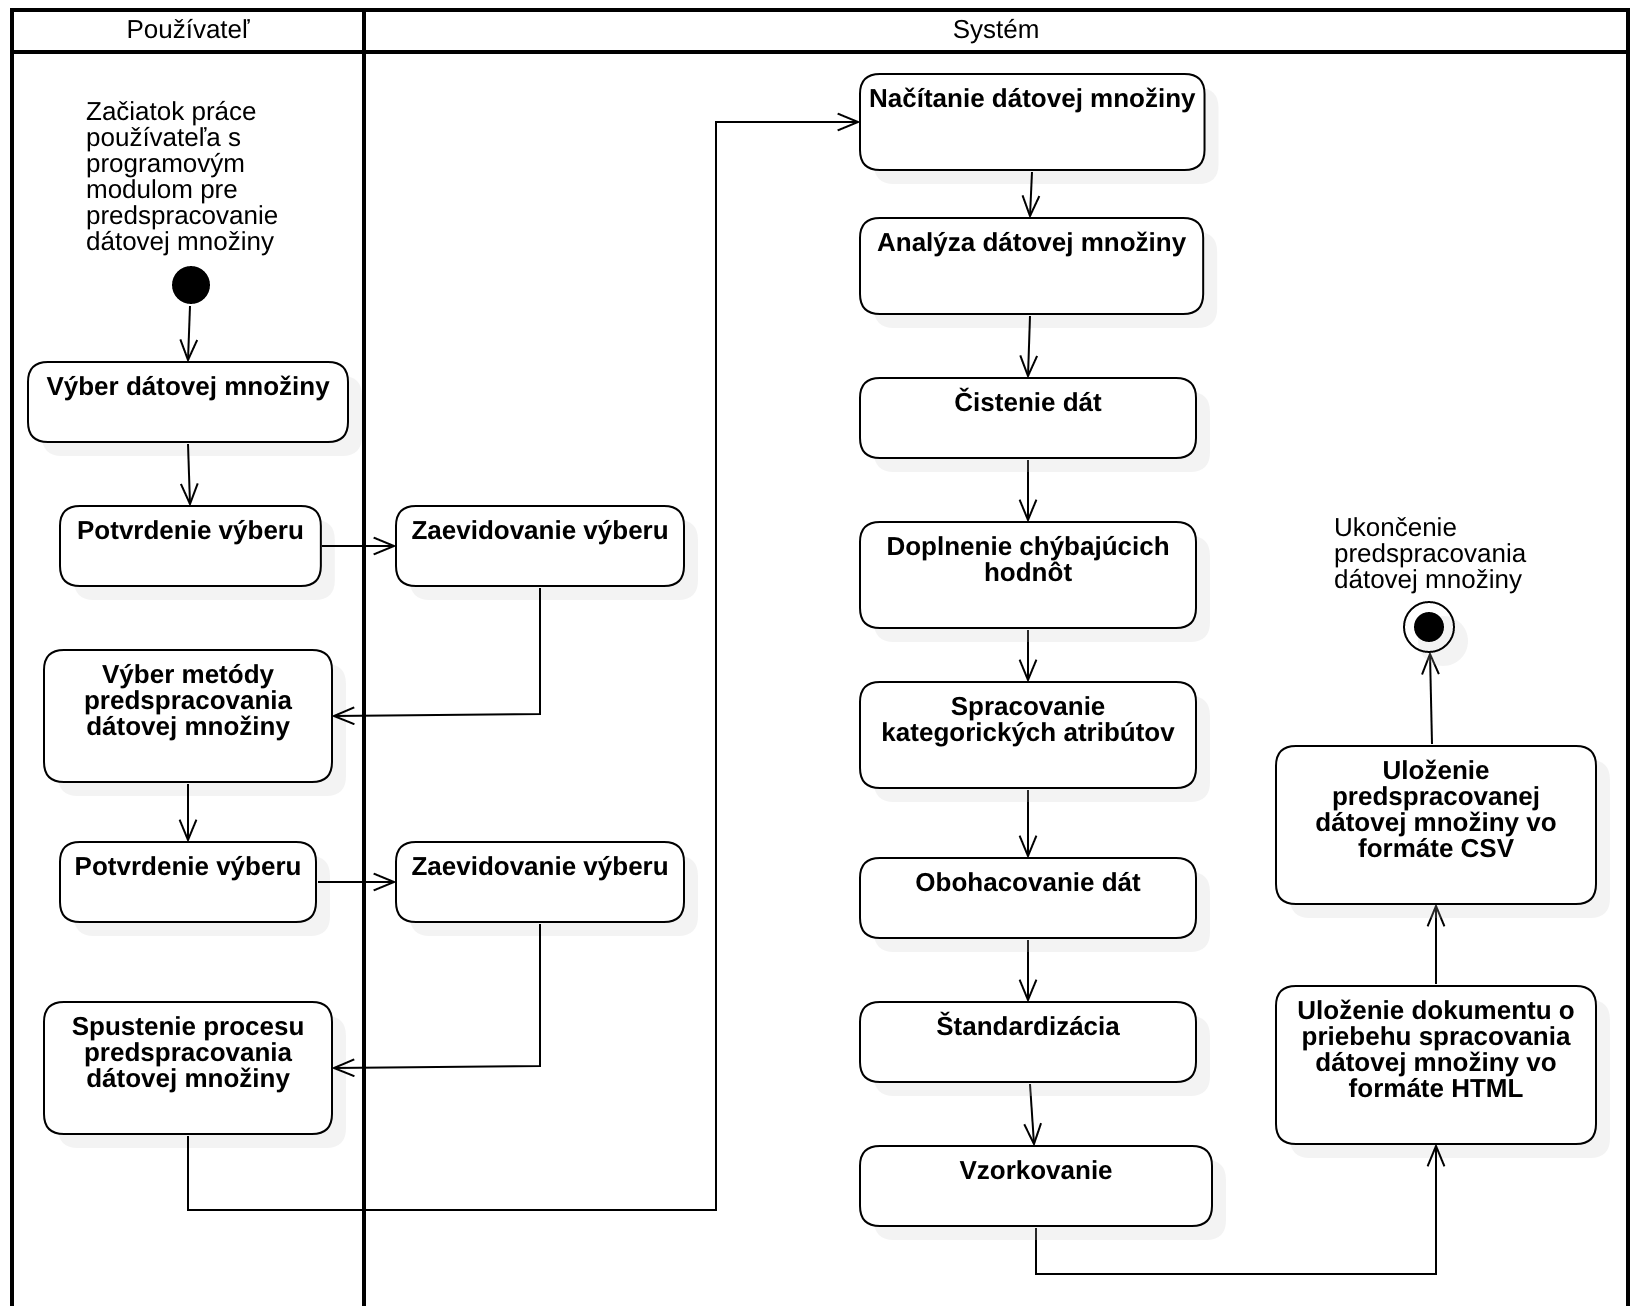 Používateľ
Systém
Začiatok práce
používateľa s
programovým
modulom pre
predspracovanie
dátovej množiny
Výber dátovej množiny
Potvrdenie výberu
Zaevidovanie výberu
Výber metódy
predspracovania
dátovej množiny
Potvrdenie výberu
Zaevidovanie výberu
Spustenie procesu
predspracovania
dátovej množiny
Načítanie dátovej množiny
Analýza dátovej množiny
Čistenie dát
Doplnenie chýbajúcich
hodnôt
Spracovanie
kategorických atribútov
Obohacovanie dát
Štandardizácia
Vzorkovanie
Uloženie dokumentu o
priebehu spracovania
dátovej množiny vo
formáte HTML
Uloženie
predspracovanej
dátovej množiny vo
formáte CSV
Ukončenie
predspracovania
dátovej množiny